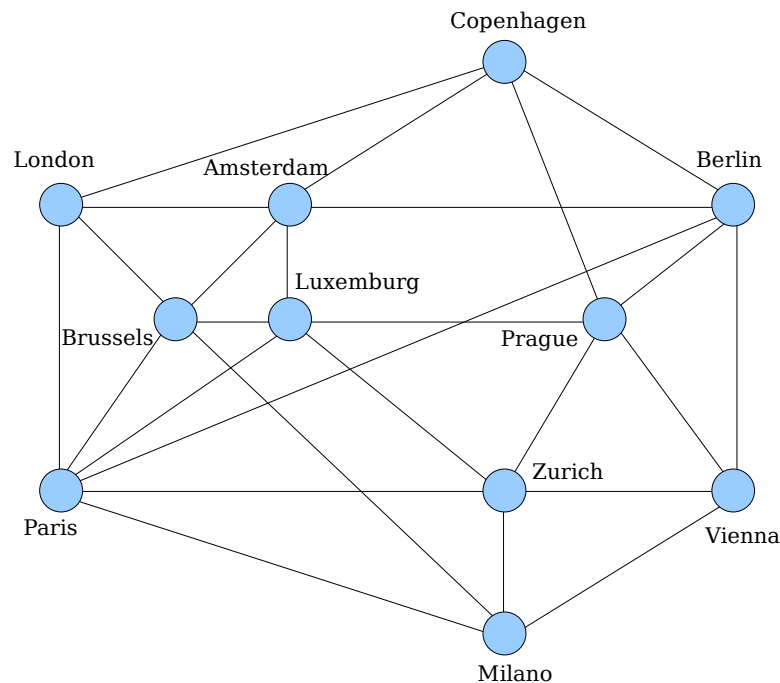 Copenhagen
London
Amsterdam
Berlin
Luxemburg
Brussels
Prague
Zurich
Paris
Vienna
Milano